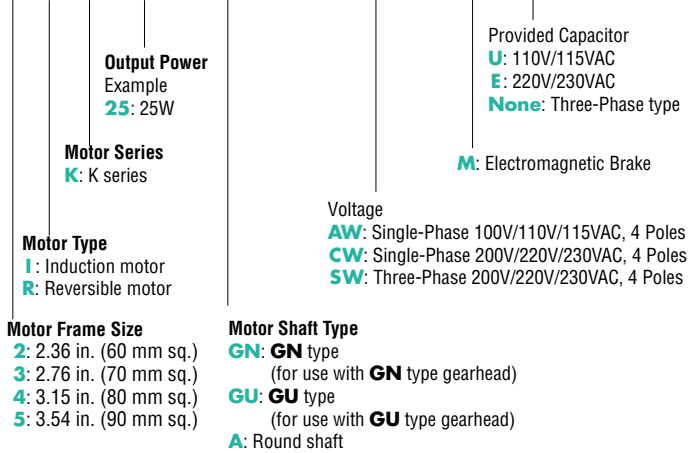 Provided Capacitor
U: 110V/115VAC
E: 220V/230VAC
None: Three-Phase type
Output Power
Example
25: 25W
Motor Series
K: K series
M: Electromagnetic Brake
Voltage
AW: Single-Phase 100V/110V/115VAC, 4 Poles
CW: Single-Phase 200V/220V/230VAC, 4 Poles
SW: Three-Phase 200V/220V/230VAC, 4 Poles
Motor Type
I: Induction motor
R: Reversible motor
Motor Frame Size
2: 2.36 in. (60 mm sq.)
3: 2.76 in. (70 mm sq.)
4: 3.15 in. (80 mm sq.)
5: 3.54 in. (90 mm sq.)
Motor Shaft Type
GN: GN type
(for use with GN type gearhead)
GU: GU type
(for use with GU type gearhead)
A: Round shaft